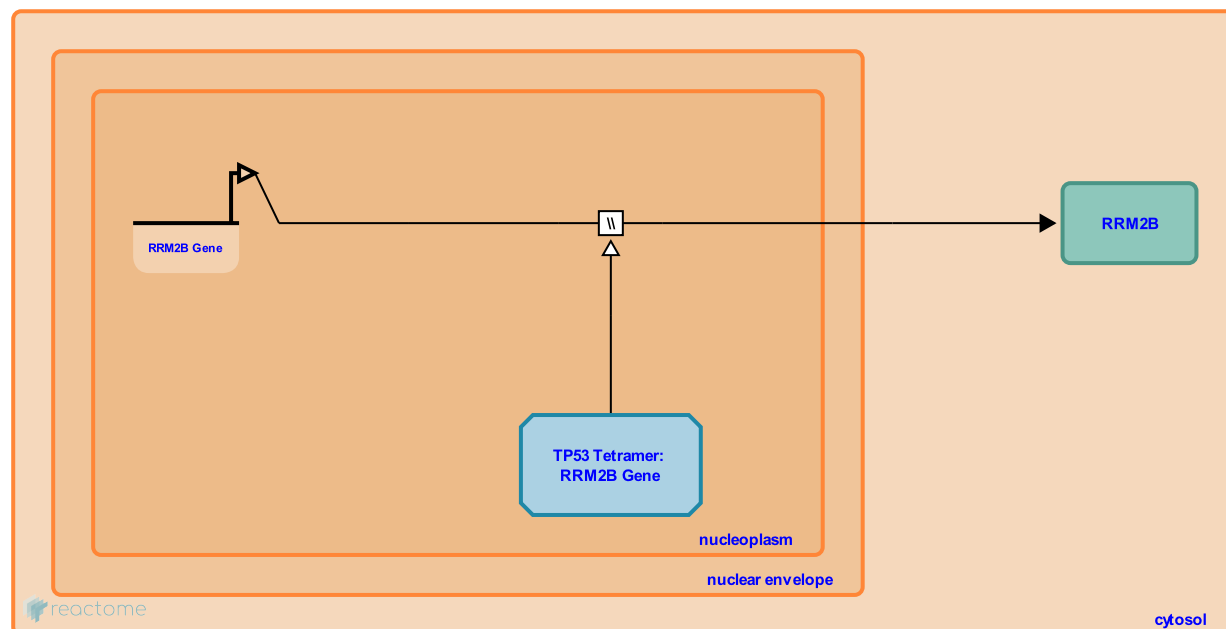 RRM2B Gene
\\
RRM2B
TP53 Tetramer:
RRM2B Gene
nucleoplasm
nuclear envelope
reactome
cytosol